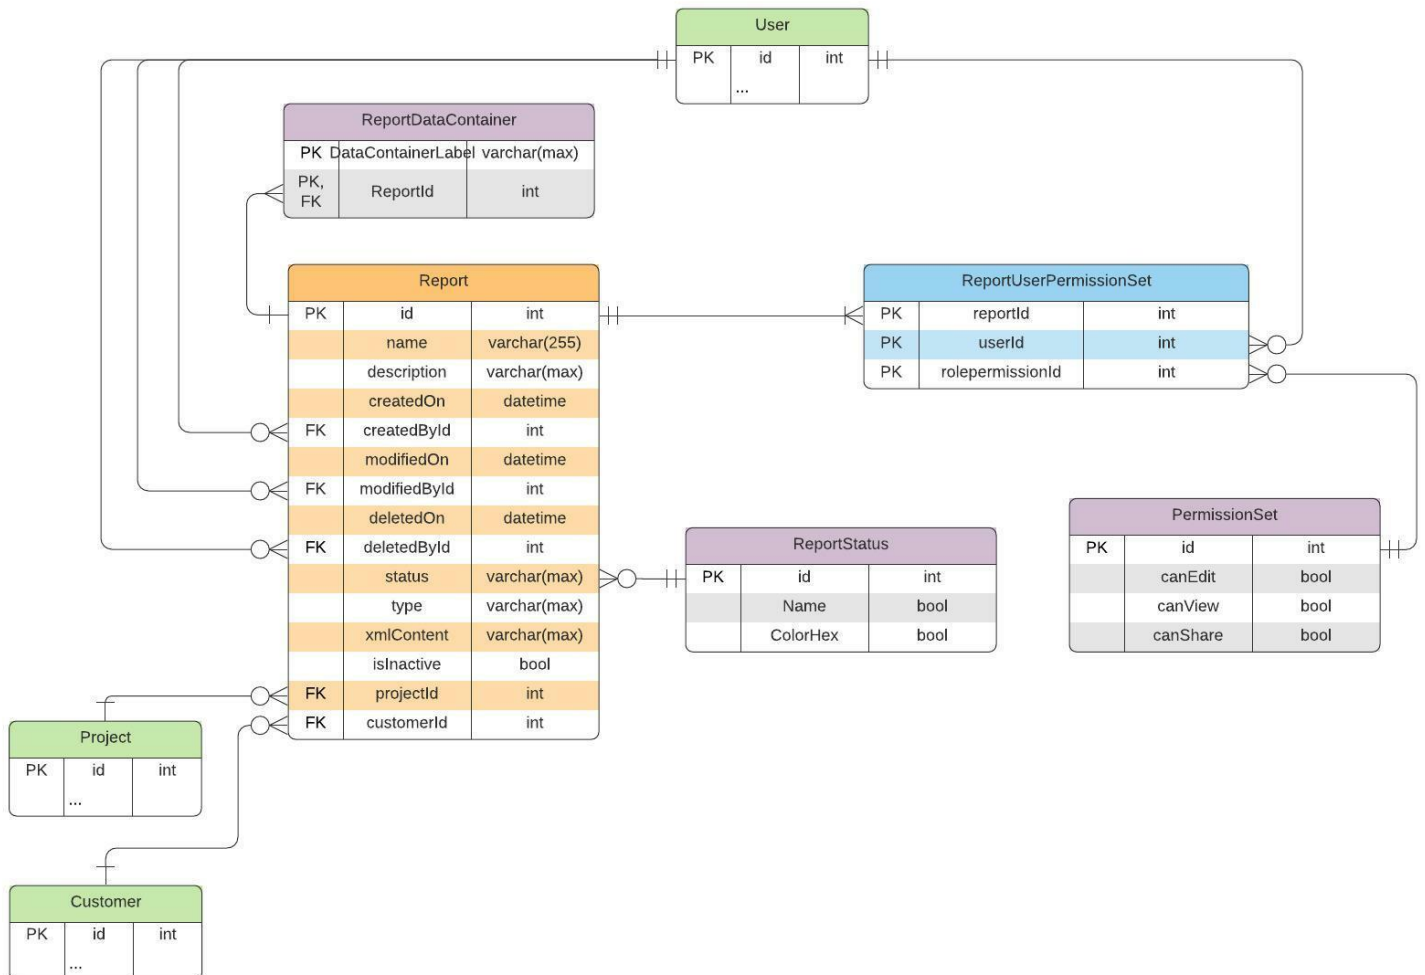 User
PK id int
...
ReportDataContainer
PK DataContainerLabel varchar(max)
PK,
FK ReportId int
Report
PK id int
name varchar(255)
description varchar(max)
createdOn datetime
FK createdById int
modifiedOn datetime
FK modifiedById int
deletedOn datetime
FK deletedById int
status varchar(max)
type varchar(max)
xmlContent varchar(max)
isInactive bool
FK projectId int
FK customerId int
ReportUserPermissionSet
PK reportId int
PK userId int
PK rolepermissionId int
ReportStatus
PK id int
Name bool
ColorHex bool
PermissionSet
PK id int
canEdit bool
canView bool
canShare bool
Project
PK id int
...
Customer
PK id int
...